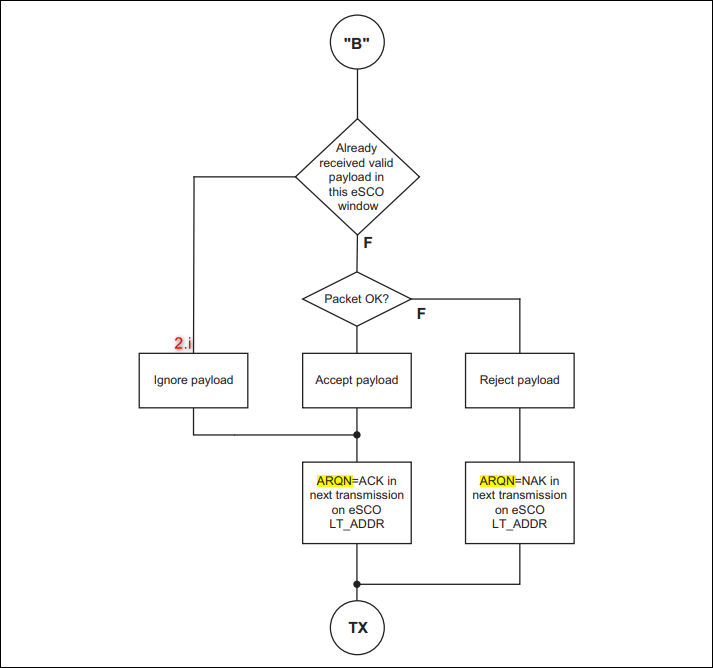 "B"
Already
received valid
payload in
this eSCO
window
F
Packet OK?
F
2.i
Ignore payload
Accept payload
Reject payload
ARQN=ACK in
next transmission
on eSCO
LT_ADDR
ARQN=NAK in
next transmission
on eSCO
LT_ADDR
TX